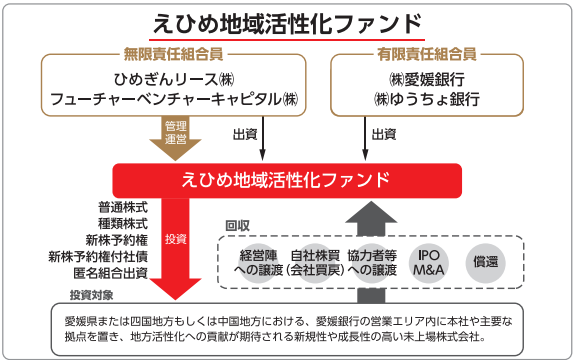 えひめ地域活性化ファンド
無限責任組合員
ひめぎんリース㈱
フューチャーベンチャーキャピタル㈱
有限責任組合員
㈱愛媛銀行
㈱ゆうちょ銀行
管理
運営
出資
出資
えひめ地域活性化ファンド
普通株式
種類株式
新株予約権
新株予約権付社債
匿名組合出資
投資
回収
経営陣
への譲渡
自社株買
(会社買戻)
協力者等
への譲渡
IPO
M&A
償還
投資対象
愛媛県または四国地方もしくは中国地方における、愛媛銀行の営業エリア内に本社や主要な
拠点を置き、地方活性化への貢献が期待される新規性や成長性の高い未上場株式会社。